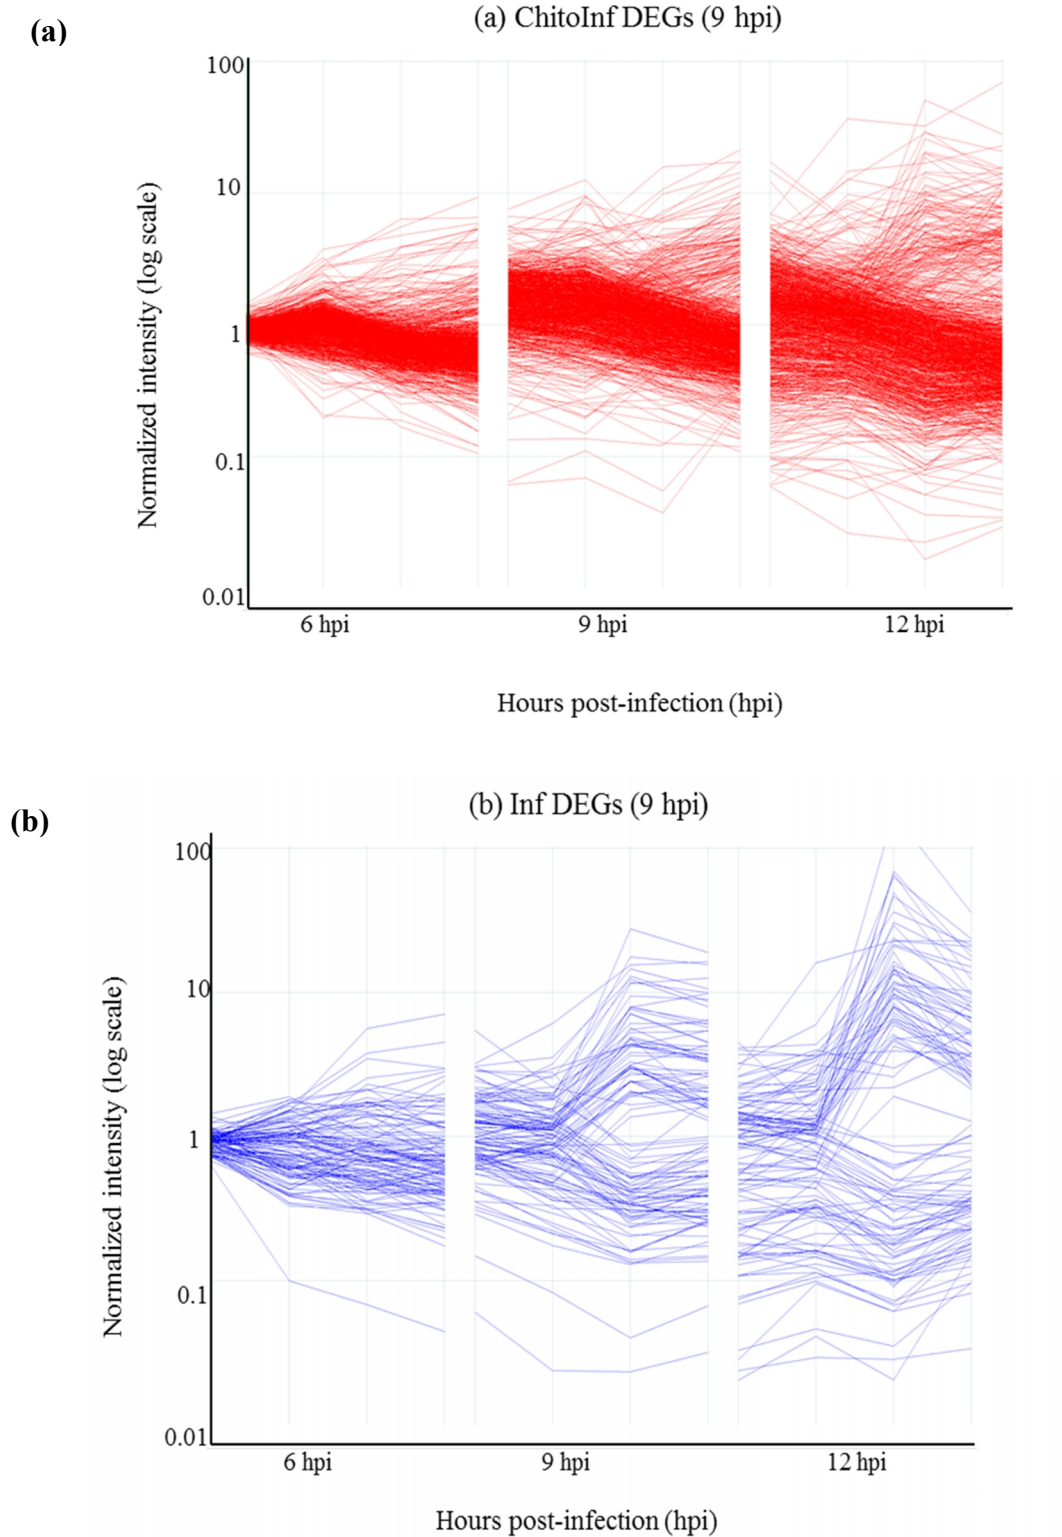 (a)
(a) ChitoInf DEGs (9 hpi)
100
10
1
0.1
0.01
Normalized intensity (log scale)
6 hpi
9 hpi
12 hpi
Hours post-infection (hpi)
(b)
(b) Inf DEGs (9 hpi)
100
10
1
0.1
0.01
Normalized intensity (log scale)
6 hpi
9 hpi
12 hpi
Hours post-infection (hpi)